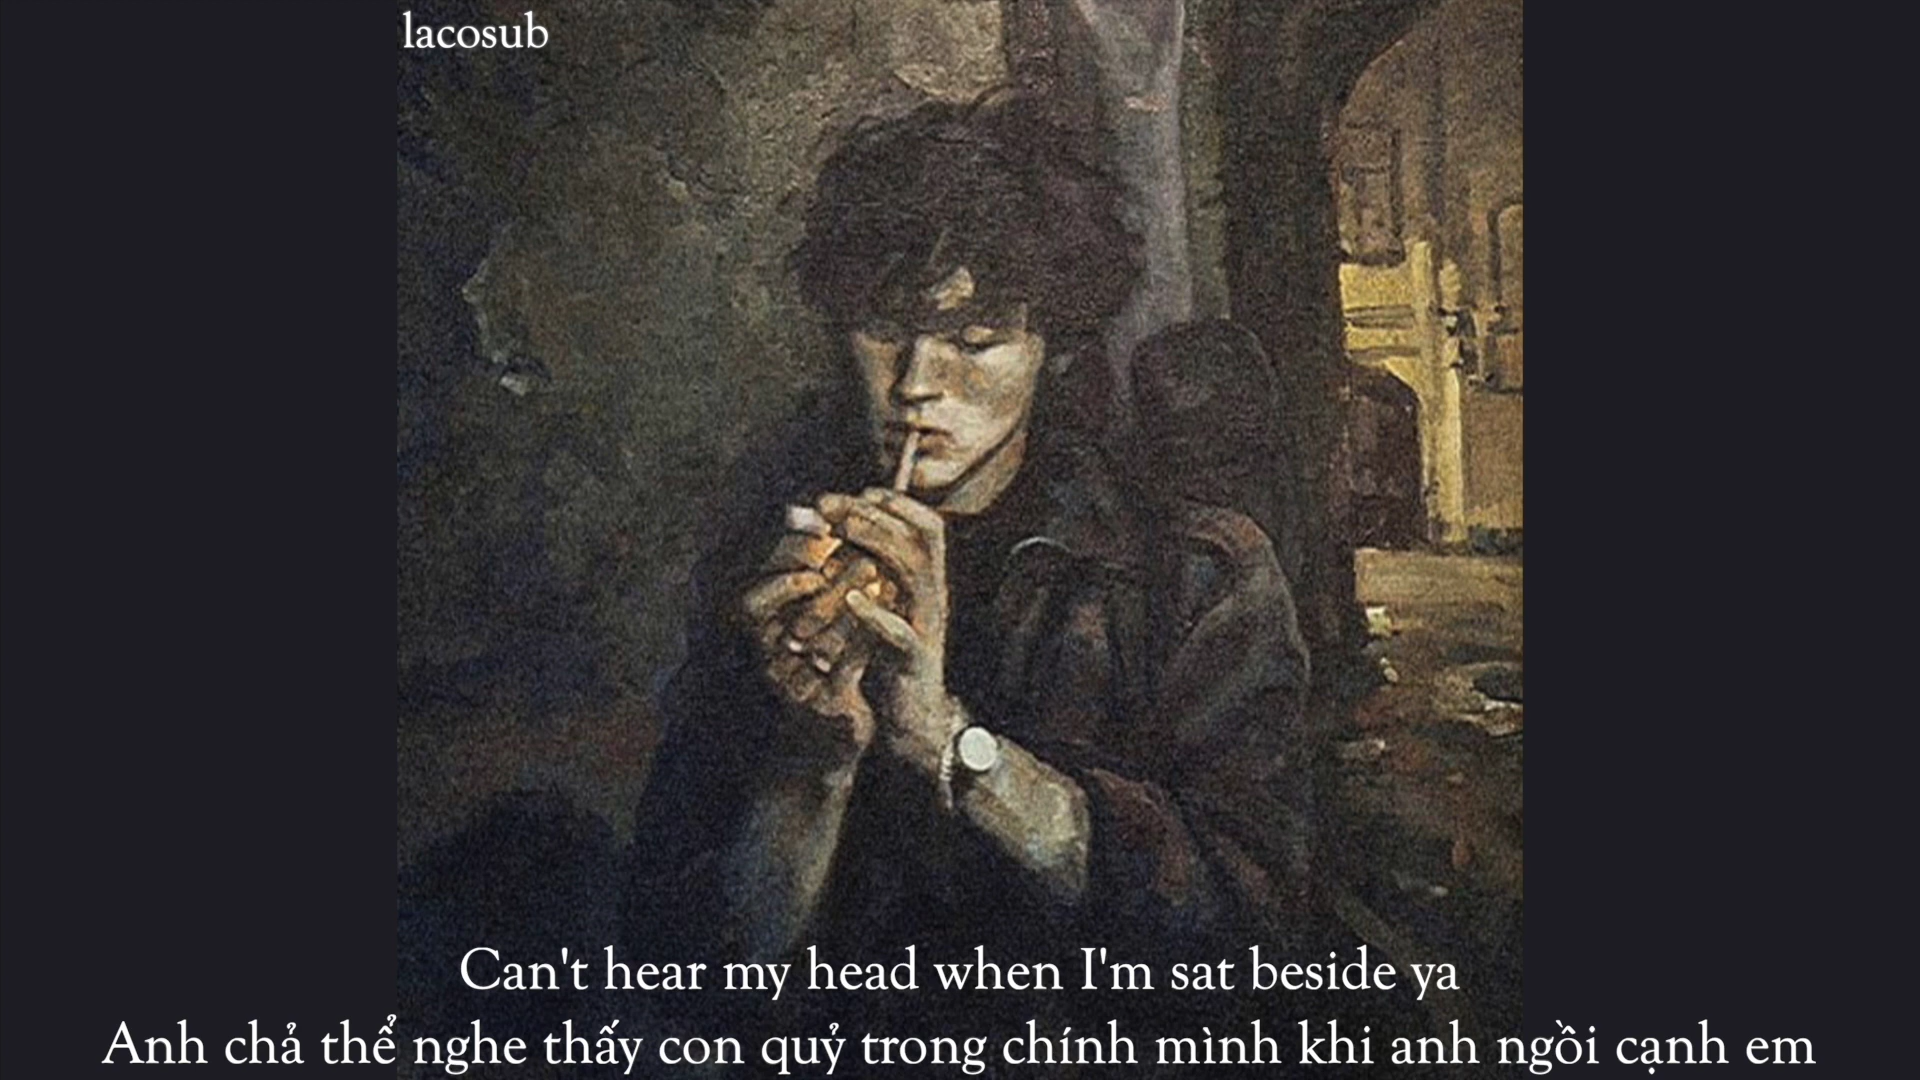 lacosub
Can't hear my head when I'm sat beside ya
Anh chả thể nghe thấy con quỷ trong chính mình khi anh ngồi cạnh em